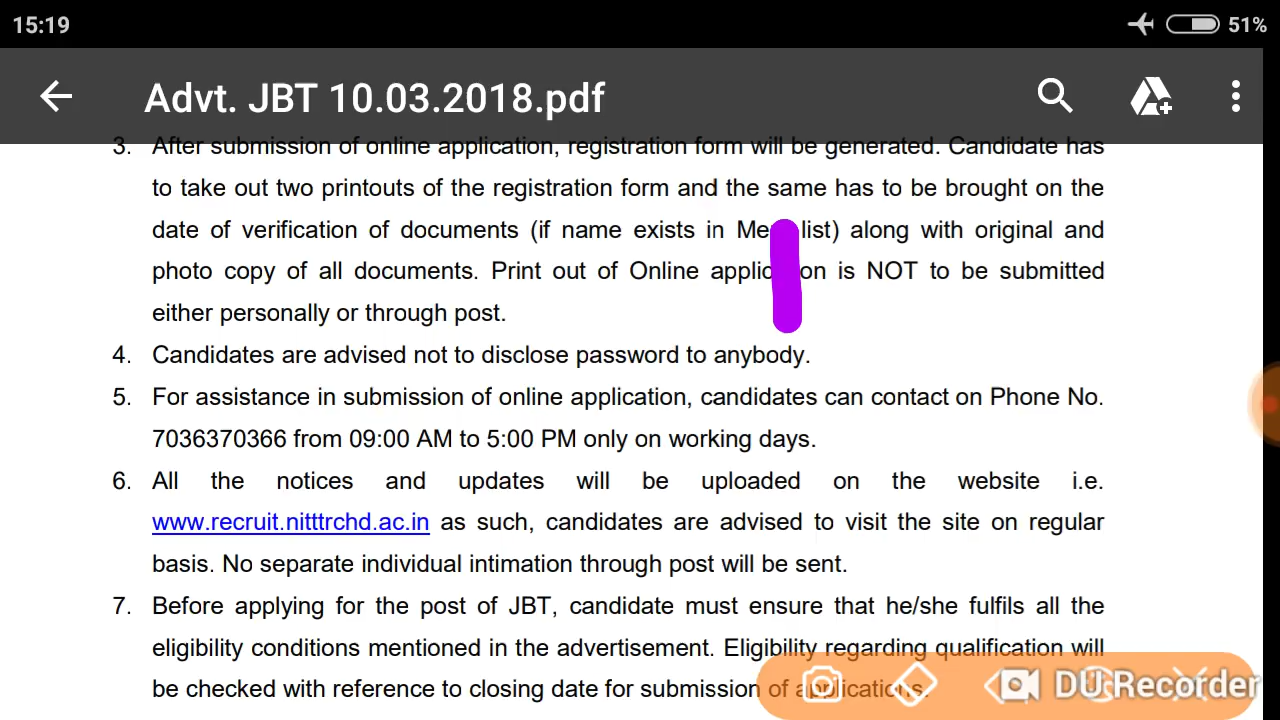 15:19
51%
Advt. JBT 10.03.2018.pdf
3. After submission of online application, registration form will be generated. Candidate has
to take out two printouts of the registration form and the same has to be brought on the
date of verification of documents (if name exists in list) along with original and
photo copy of all documents. Print out of Online is NOT to be submitted
either personally or through post.
4. Candidates are advised not to disclose password to anybody.
5. For assistance in submission of online application, candidates can contact on Phone No.
7036370366 from 09:00 AM to 5:00 PM only on working days.
6. All the notices and updates will be uploaded on the website i.e.
www.recruit.nitttrchd.ac.in as such, candidates are advised to visit the site on regular
basis. No separate individual intimation through post will be sent.
7. Before applying for the post of JBT, candidate must ensure that he/she fulfils all the
eligibility conditions mentioned in the advertisement. Eligibility regarding qualification will
be checked with reference to closing date for submission of applications.
DU Recorder